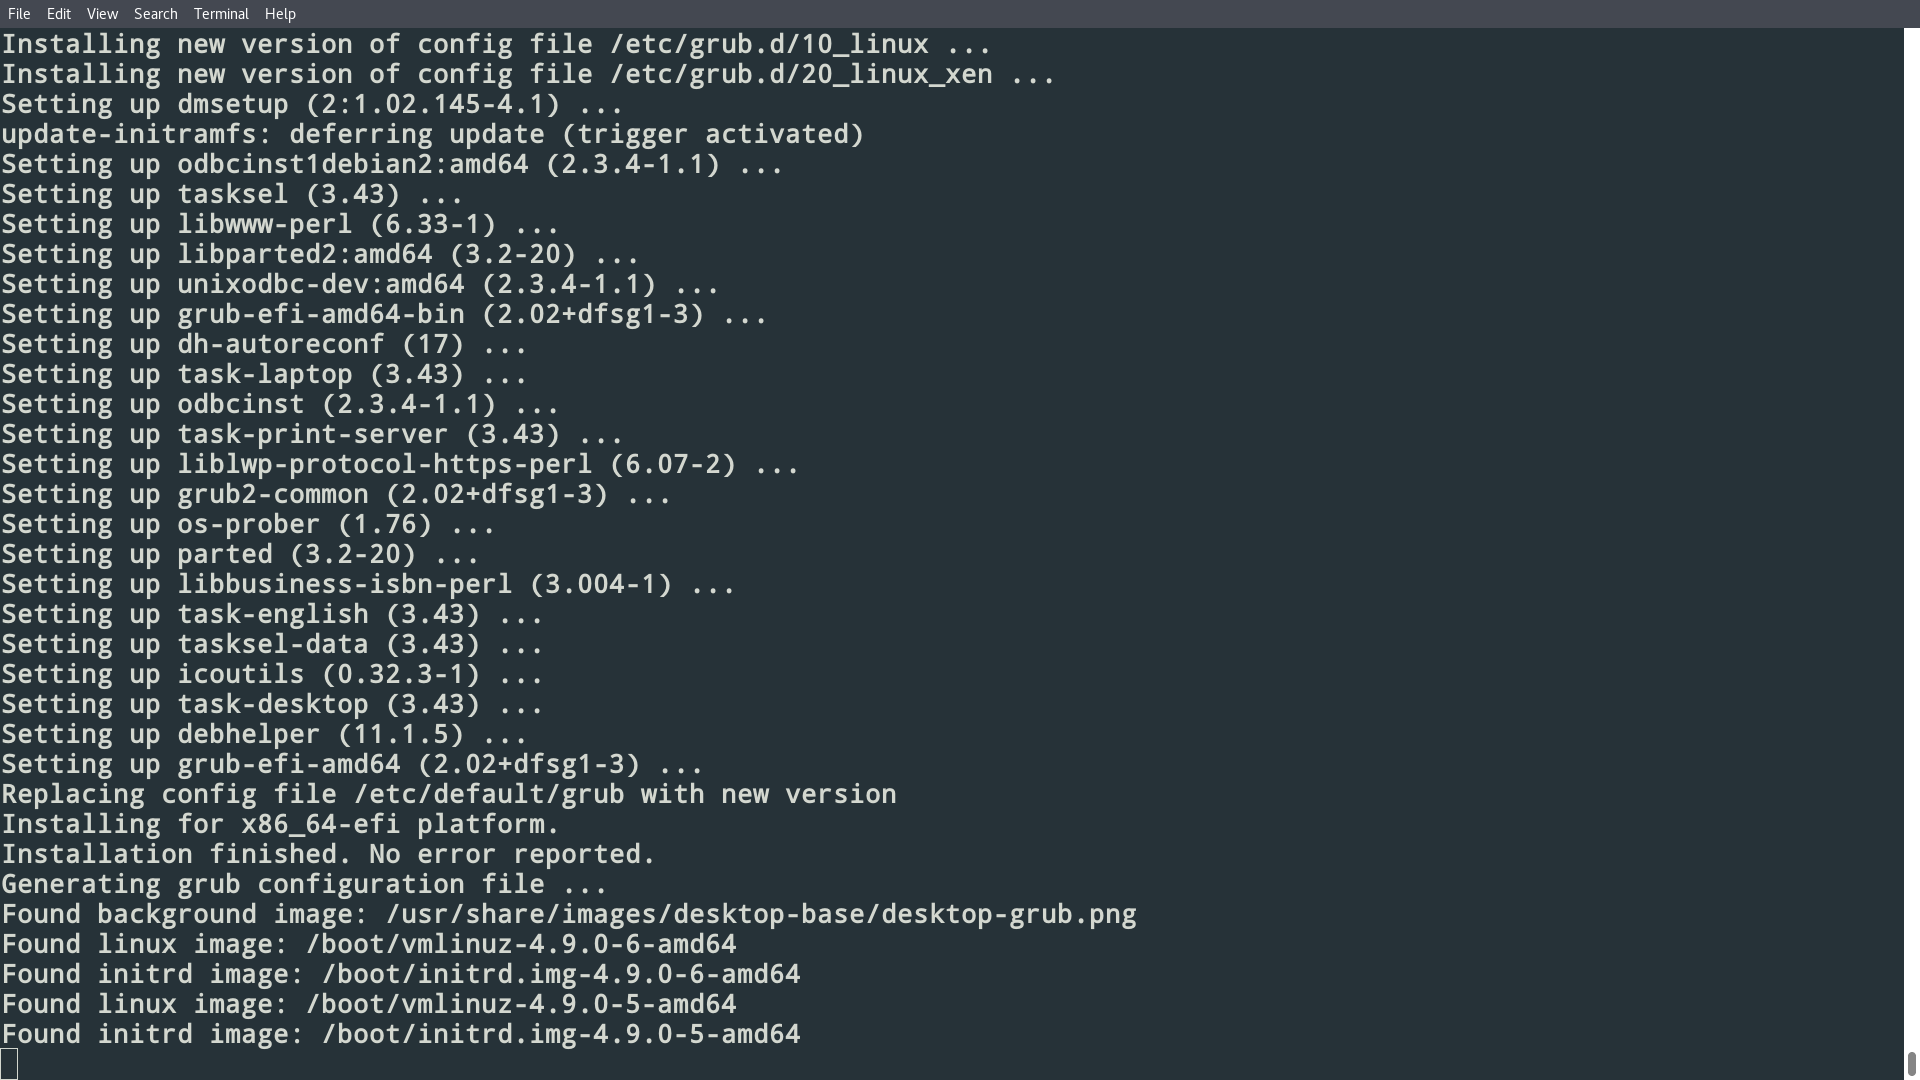 File Edit View Search Terminal Help
Installing new version of config file /etc/grub.d/10_linux ...
Installing new version of config file /etc/grub.d/20_linux_xen ...
Setting up dmsetup (2:1.02.145-4.1) ...
update-initramfs: deferring update (trigger activated)
Setting up odbcinst1debian2:amd64 (2.3.4-1.1) ...
Setting up tasksel (3.43) ...
Setting up libwww-perl (6.33-1) ...
Setting up libparted2:amd64 (3.2-20) ...
Setting up unixodbc-dev:amd64 (2.3.4-1.1) ...
Setting up grub-efi-amd64-bin (2.02+dfsg1-3) ...
Setting up dh-autoreconf (17) ...
Setting up task-laptop (3.43) ...
Setting up odbcinst (2.3.4-1.1) ...
Setting up task-print-server (3.43) ...
Setting up liblwp-protocol-https-perl (6.07-2) ...
Setting up grub2-common (2.02+dfsg1-3) ...
Setting up os-prober (1.76) ...
Setting up parted (3.2-20) ...
Setting up libbusiness-isbn-perl (3.004-1) ...
Setting up task-english (3.43) ...
Setting up tasksel-data (3.43) ...
Setting up icoutils (0.32.3-1) ...
Setting up task-desktop (3.43) ...
Setting up debhelper (11.1.5) ...
Setting up grub-efi-amd64 (2.02+dfsg1-3) ...
Replacing config file /etc/default/grub with new version
Installing for x86_64-efi platform.
Installation finished. No error reported.
Generating grub configuration file ...
Found background image: /usr/share/images/desktop-base/desktop-grub.png
Found linux image: /boot/vmlinuz-4.9.0-6-amd64
Found initrd image: /boot/initrd.img-4.9.0-6-amd64
Found linux image: /boot/vmlinuz-4.9.0-5-amd64
Found initrd image: /boot/initrd.img-4.9.0-5-amd64